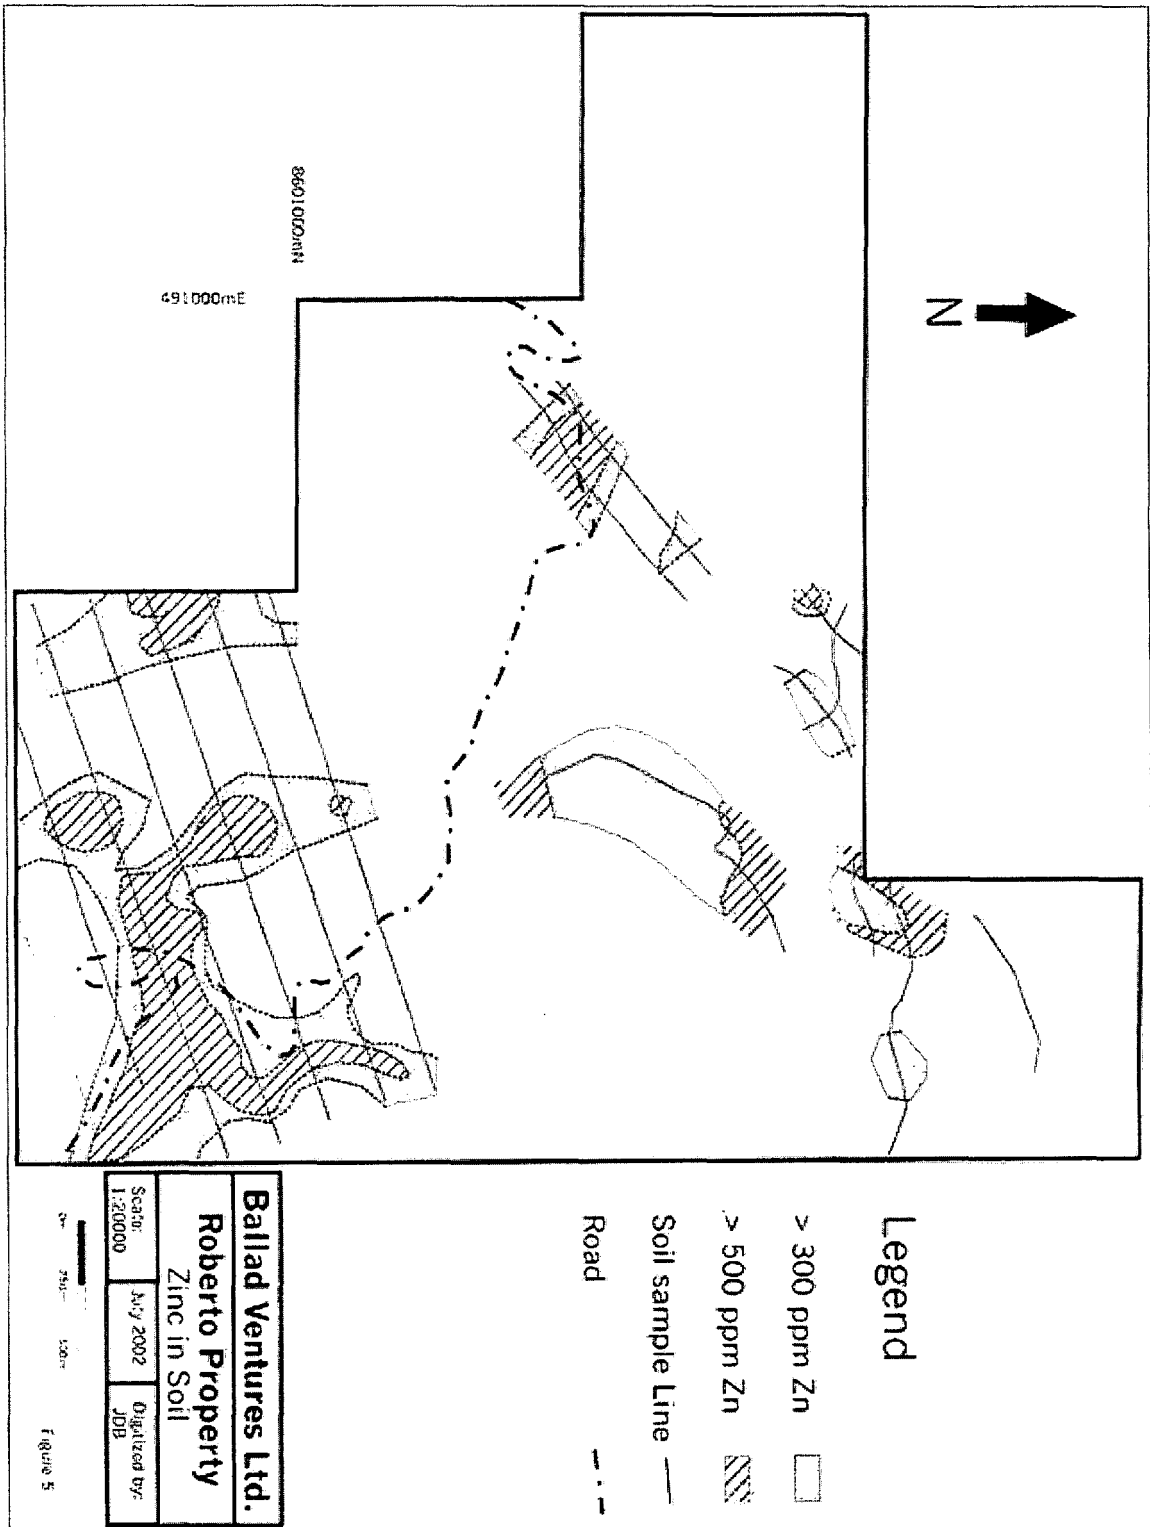 8601000mN
491000mE
N
Legend
> 300 ppm Zn
> 500 ppm Zn
Soil sample Line
Road
Ballad Ventures Ltd.
Roberto Property
Zinc in Soil
Scale:
1:20000
July 2002
Digitized by:
JDB
500m
Figure 5